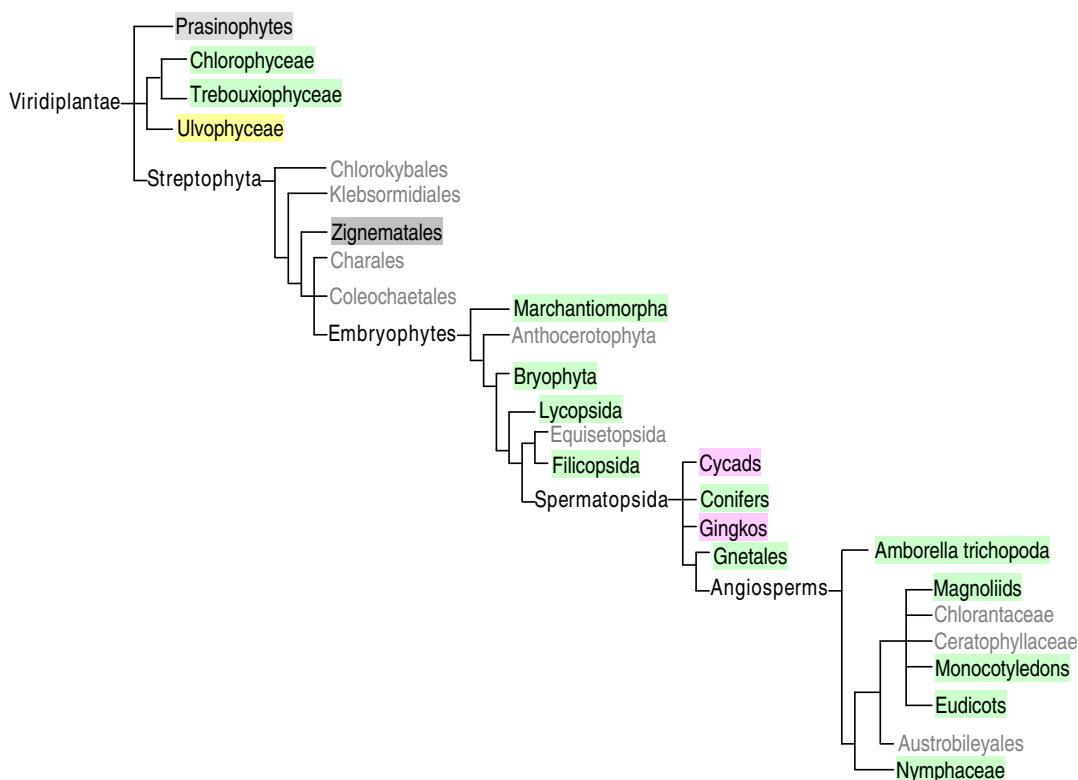 Prasinophytes
Chlorophyceae
Trebouxiophyceae
Viridiplantae
Ulvophyceae
Streptophyta
Chlorokybales
Klebsormidiales
Zignematales
Charales
Coleochaetales
Embryophytes
Marchantiomorpha
Anthocerotophyta
Bryophyta
Lycopsida
Equisetopsida
Filicopsida
Spermatopsida
Cycads
Conifers
Gingkos
Gnetales
Angiosperms
Amborella trichopoda
Magnoliids
Chlorantaceae
Ceratophyllaceae
Monocotyledons
Eudicots
Austrobileyales
Nymphaceae